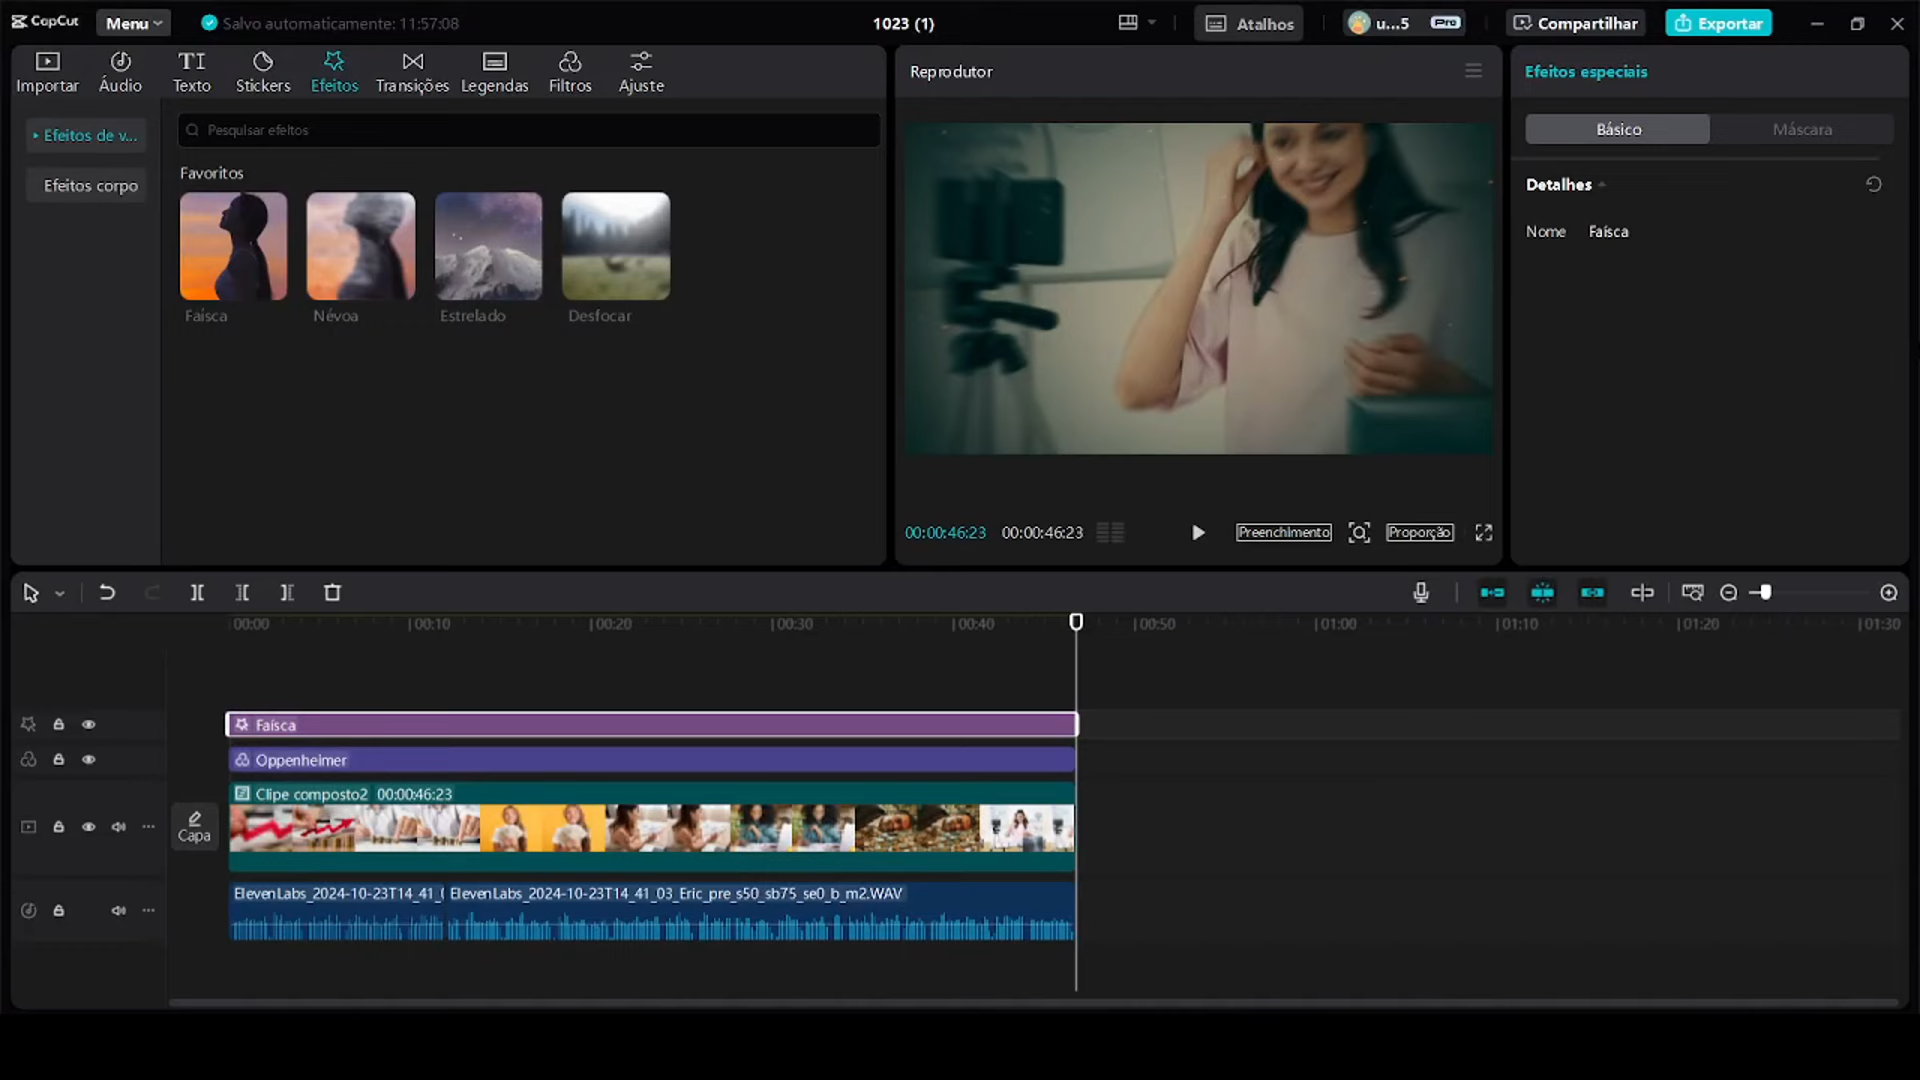 CapCut
Menu
Salvo automaticamente: 11:57:08
1023 (1)
Atalhos
u...5
Pro
Compartilhar
Exportar
Importar
Áudio
TI
Texto
Stickers
Efeitos
Transições
Legendas
Filtros
Ajuste
Efeitos de v...
Efeitos corpo
Pesquisar efeitos
Favoritos
Faísca
Névoa
Estrelado
Desfocar
Reprodutor
00:00:46:23
00:00:46:23
Preenchimento
Proporção
Efeitos especiais
Básico
Máscara
Detalhes
Nome
Faísca
00:00
00:10
00:20
00:30
00:40
00:50
01:00
01:10
01:20
01:30
Faísca
Oppenheimer
Capa
Clipe composto2 00:00:46:23
ElevenLabs_2024-10-23T14_41_(
ElevenLabs_2024-10-23T14_41_03_Eric_pre_s50_sb75_se0_b_m2.WAV